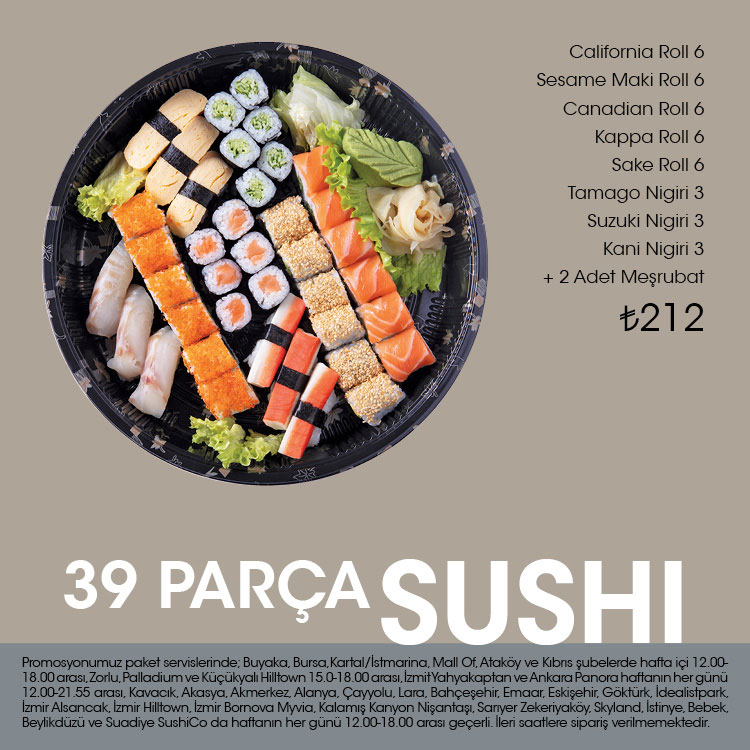 California Roll 6
Sesame Maki Roll 6
Canadian Roll 6
Kappa Roll 6
Sake Roll 6
Tamago Nigiri 3
Suzuki Nigiri 3
Kani Nigiri 3
+ 2 Adet Meşrubat
₺212
39 PARÇA SUSHI
Promosyonumuz paket servislerinde; Buyaka, Bursa,Kartal/İstmarina, Mall Of, Ataköy ve Kıbrıs şubelerde hafta içi 12.00-
18.00 arası, Zorlu, Palladium ve Küçükyalı Hilltown 15.0-18.00 arası, İzmit Yahyakaptan ve Ankara Panora haftanın her günü
12.00-21.55 arası, Kavacık, Akasya, Akmerkez, Alanya, Çayyolu, Lara, Bahçeşehir, Emaar, Eskişehir, Göktürk, İdealistpark,
İzmir Alsancak, İzmir Hilltown, İzmir Bornova Myvia, Kalamış Kanyon Nişantaşı, Sarıyer Zekeriyaköy, Skyland, İstinye, Bebek,
Beylikdüzü ve Suadiye SushiCo da haftanın her günü 12.00-18.00 arası geçerli. İleri saatlere sipariş verilmemektedir.